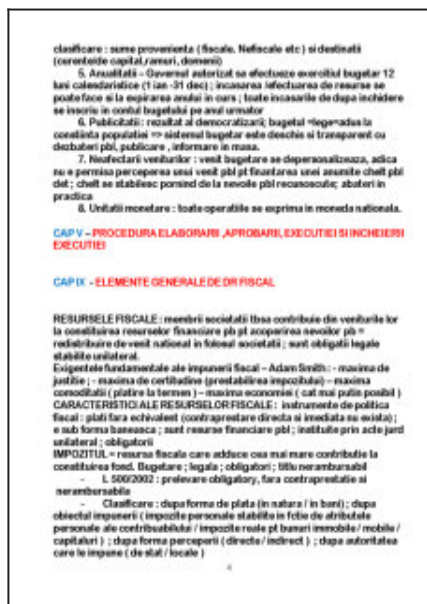 clasificare : sume provenienta ( fiscale. Nefiscale etc ) si destinatii
(curente/de capital,ramuri, domenii)
5. Anualitatii – Guvernul autorizat sa efectueze exercitiul bugetar 12
luni calendaristice (1 ian -31 dec) ; incasarea /efectuarea de resurse se
poate face si la expirarea anului in curs ; toate incasarile de dupa inchidere
se inscriu in contul bugetului pe anul urmator
6. Publicitatii : rezultat al democratizarii; bugetul =lege=adus la
constiinta populatiei => sistemul bugetar este deschis si transparent cu
dezbateri pbl, publicare , informare in masa.
7. Neafectarii veniturilor : venit bugetare se depersonalizeaza, adica
nu e permisa perceperea unui venit pbl pt finantarea unei anumite chelt pbl
det ; chelt se stabilesc pornind de la nevoile pbl recunoscute; abateri in
practica
8. Unitatii monetare : toate operatiile se exprima in moneda nationala.
CAP V – PROCEDURA ELABORARII ,APROBARII, EXECUTIEI SI INCHEIERII
EXECUTIEI
CAP IX - ELEMENTE GENERALE DE DR FISCAL
RESURSELE FISCALE : membrii societatii tbsa contribuie din veniturile lor
la constituirea resurselor financiare pb pt acoperirea nevoilor pb =
redistribuire de venit national in folosul societatii ; sunt obligatii legale
stabilite unilateral.
Exigentele fundamentale ale impunerii fiscal – Adam Smith : - maxima de
justitie ; - maxima de certitudine (prestabilirea impozitului) – maxima
comoditatii ( platire la termen ) – maxima economiei ( cat mai putin posibil )
CARACTERISTICI ALE RESURSELOR FISCALE : instrumente de politica
fiscal : plati fara echivalent (contraprestare directa si imediata nu exista) ;
e sub forma baneasca ; sunt resurse financiare pbl ; instituite prin acte jurd
unilateral ; obligatorii
IMPOZITUL = resursa fiscala care adduce cea mai mare contributie la
constituirea fond. Bugetare ; legala ; obligatori ; titlu nerambursabil
- L 500/2002 : prelevare obligatory, fara contraprestatie si
nerambursabila
- Clasificare : dupa forma de plata (in natura / in bani) ; dupa
obiectul impunerii ( impozite personale stabilite in fctie de atributele
personale ale contribuabilului / impozite reale pt bunuri immobile / mobile /
capitaluri ) ; dupa forma perceperii ( directe / indirect ) ; dupa autoritatea
care le impune ( de stat / locale )
4